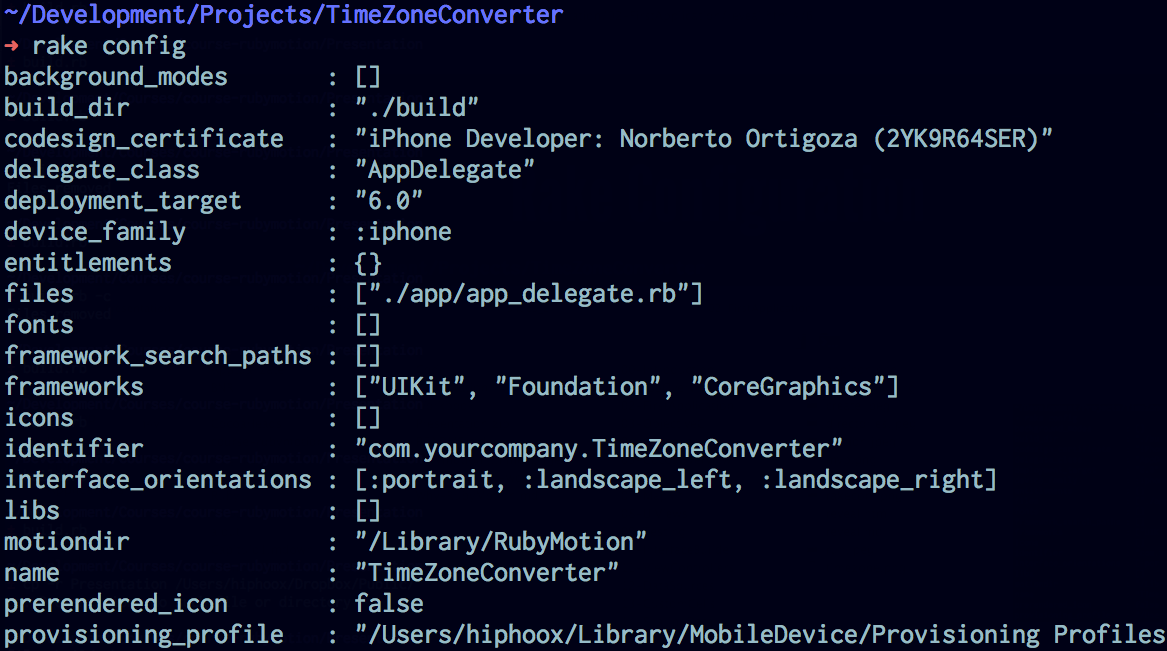 ~/Development/Projects/TimeZoneConverter
➜ rake config
background_modes : []
build_dir : "./build"
codesign_certificate : "iPhone Developer: Norberto Ortigoza (2YK9R64SER)"
delegate_class : "AppDelegate"
deployment_target : "6.0"
device_family : :iphone
entitlements : {}
files : ["./app/app_delegate.rb"]
fonts : []
framework_search_paths : []
frameworks : ["UIKit", "Foundation", "CoreGraphics"]
icons : []
identifier : "com.yourcompany.TimeZoneConverter"
interface_orientations : [:portrait, :landscape_left, :landscape_right]
libs : []
motiondir : "/Library/RubyMotion"
name : "TimeZoneConverter"
prerendered_icon : false
provisioning_profile : "/Users/hiphoox/Library/MobileDevice/Provisioning Profiles